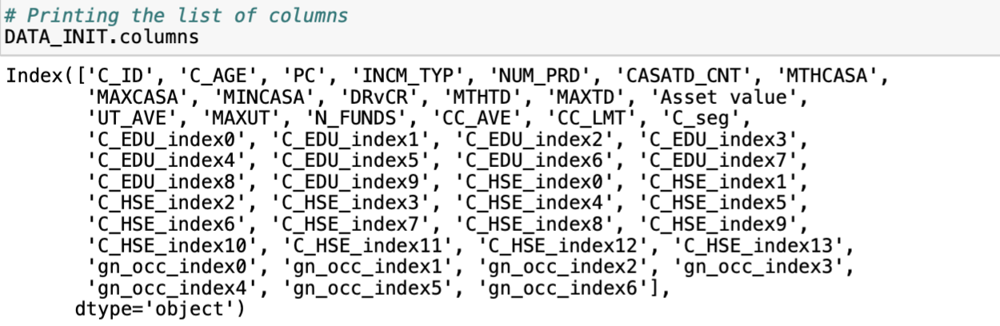 # Printing the list of columns
DATA_INIT.columns
Index(['C_ID', 'C_AGE', 'PC', 'INCM_TYP', 'NUM_PRD', 'CASATD_CNT', 'MTHCASA',
'MAXCASA', 'MINCASA', 'DRvCR', 'MTHTD', 'MAXTD', 'Asset value',
'UT_AVE', 'MAXUT', 'N_FUNDS', 'CC_AVE', 'CC_LMT', 'C_seg',
'C_EDU_index0', 'C_EDU_index1', 'C_EDU_index2', 'C_EDU_index3',
'C_EDU_index4', 'C_EDU_index5', 'C_EDU_index6', 'C_EDU_index7',
'C_EDU_index8', 'C_EDU_index9', 'C_HSE_index0', 'C_HSE_index1',
'C_HSE_index2', 'C_HSE_index3', 'C_HSE_index4', 'C_HSE_index5',
'C_HSE_index6', 'C_HSE_index7', 'C_HSE_index8', 'C_HSE_index9',
'C_HSE_index10', 'C_HSE_index11', 'C_HSE_index12', 'C_HSE_index13',
'gn_occ_index0', 'gn_occ_index1', 'gn_occ_index2', 'gn_occ_index3',
'gn_occ_index4', 'gn_occ_index5', 'gn_occ_index6'],
dtype='object')